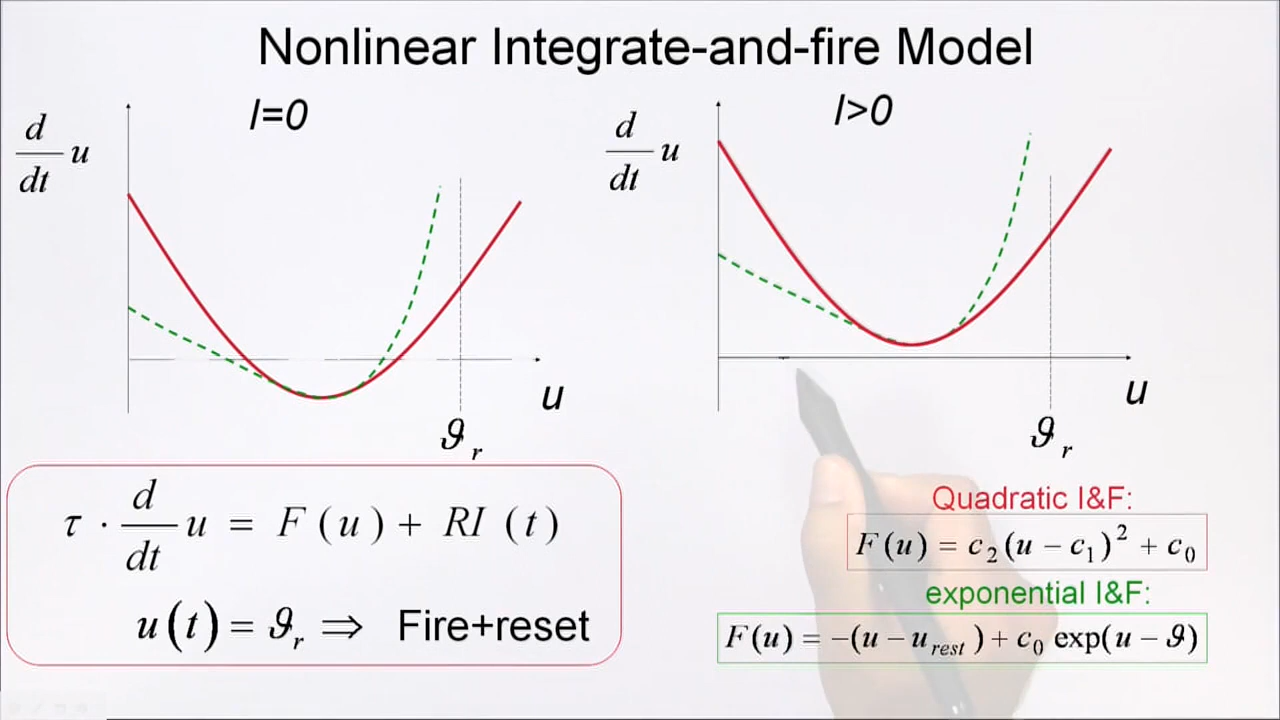 Nonlinear Integrate-and-fire Model
I=0
I>0
d/dt u
d/dt u
u
u
ϑ_r
ϑ_r
τ · d/dt u = F(u) + RI(t)
u(t) = ϑ_r ⇒ Fire+reset
Quadratic I&F:
F(u) = c_2(u − c_1)^2 + c_0
exponential I&F:
F(u) = −(u − u_rest) + c_0 exp(u − ϑ)